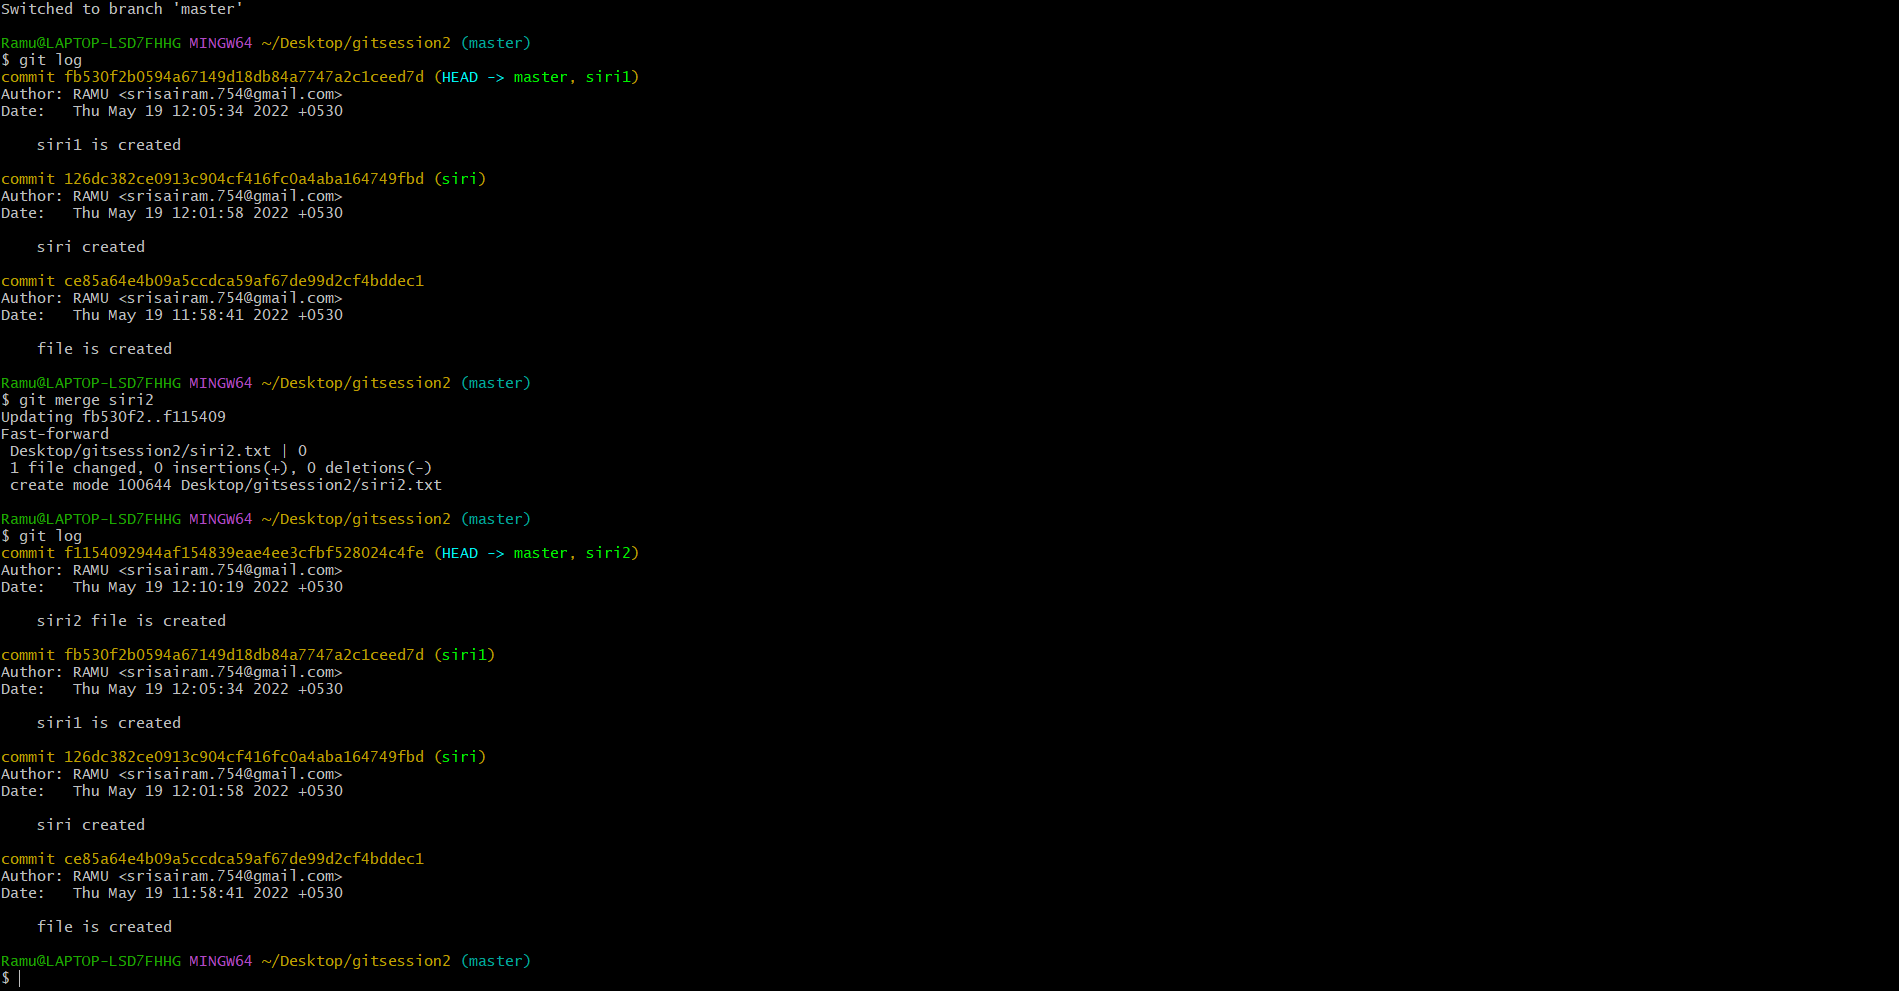 Switched to branch 'master'
Ramu@LAPTOP-LSD7FHHG MINGW64 ~/Desktop/gitsession2 (master)
$ git log
commit fb530f2b0594a67149d18db84a7747a2c1ceed7d (HEAD -> master, siri1)
Author: RAMU <srisairam.754@gmail.com>
Date:   Thu May 19 12:05:34 2022 +0530
    siri1 is created
commit 126dc382ce0913c904cf416fc0a4aba164749fbd (siri)
Author: RAMU <srisairam.754@gmail.com>
Date:   Thu May 19 12:01:58 2022 +0530
    siri created
commit ce85a64e4b09a5ccdca59af67de99d2cf4bddec1
Author: RAMU <srisairam.754@gmail.com>
Date:   Thu May 19 11:58:41 2022 +0530
    file is created
Ramu@LAPTOP-LSD7FHHG MINGW64 ~/Desktop/gitsession2 (master)
$ git merge siri2
Updating fb530f2..f115409
Fast-forward
 Desktop/gitsession2/siri2.txt | 0
 1 file changed, 0 insertions(+), 0 deletions(-)
 create mode 100644 Desktop/gitsession2/siri2.txt
Ramu@LAPTOP-LSD7FHHG MINGW64 ~/Desktop/gitsession2 (master)
$ git log
commit f1154092944af154839eae4ee3cfbf528024c4fe (HEAD -> master, siri2)
Author: RAMU <srisairam.754@gmail.com>
Date:   Thu May 19 12:10:19 2022 +0530
    siri2 file is created
commit fb530f2b0594a67149d18db84a7747a2c1ceed7d (siri1)
Author: RAMU <srisairam.754@gmail.com>
Date:   Thu May 19 12:05:34 2022 +0530
    siri1 is created
commit 126dc382ce0913c904cf416fc0a4aba164749fbd (siri)
Author: RAMU <srisairam.754@gmail.com>
Date:   Thu May 19 12:01:58 2022 +0530
    siri created
commit ce85a64e4b09a5ccdca59af67de99d2cf4bddec1
Author: RAMU <srisairam.754@gmail.com>
Date:   Thu May 19 11:58:41 2022 +0530
    file is created
Ramu@LAPTOP-LSD7FHHG MINGW64 ~/Desktop/gitsession2 (master)
$